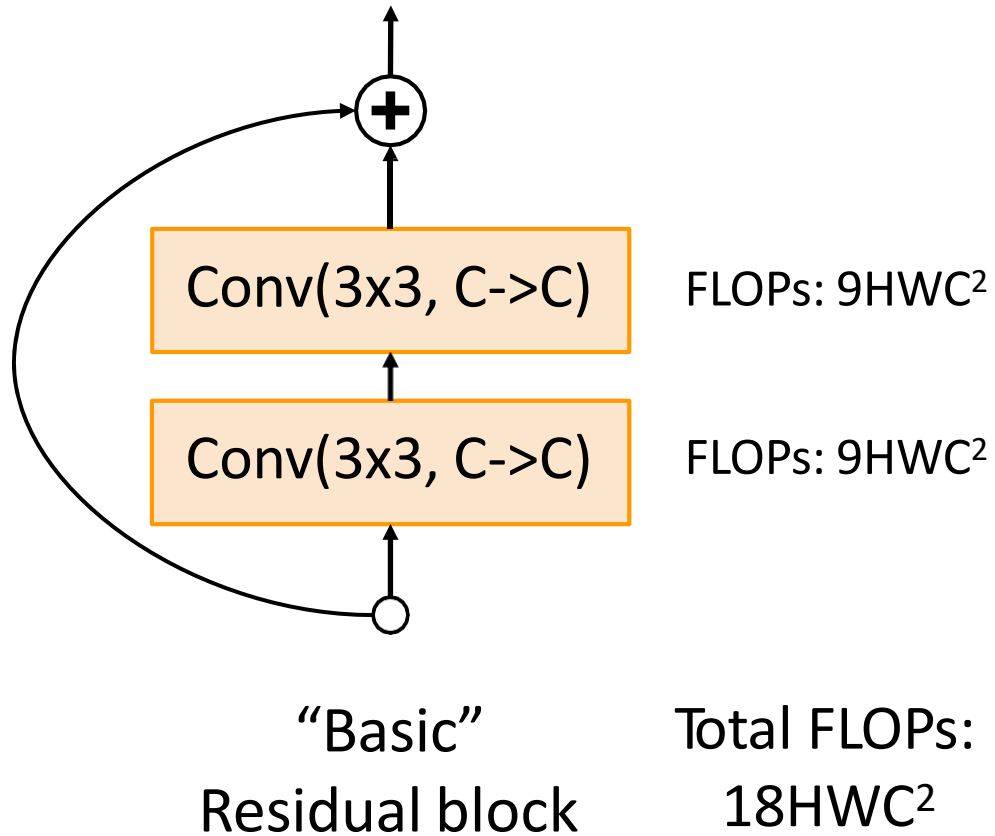 +
Conv(3x3, C->C)
FLOPs: 9HWC²
Conv(3x3, C->C)
FLOPs: 9HWC²
“Basic”
Residual block
Total FLOPs:
18HWC²